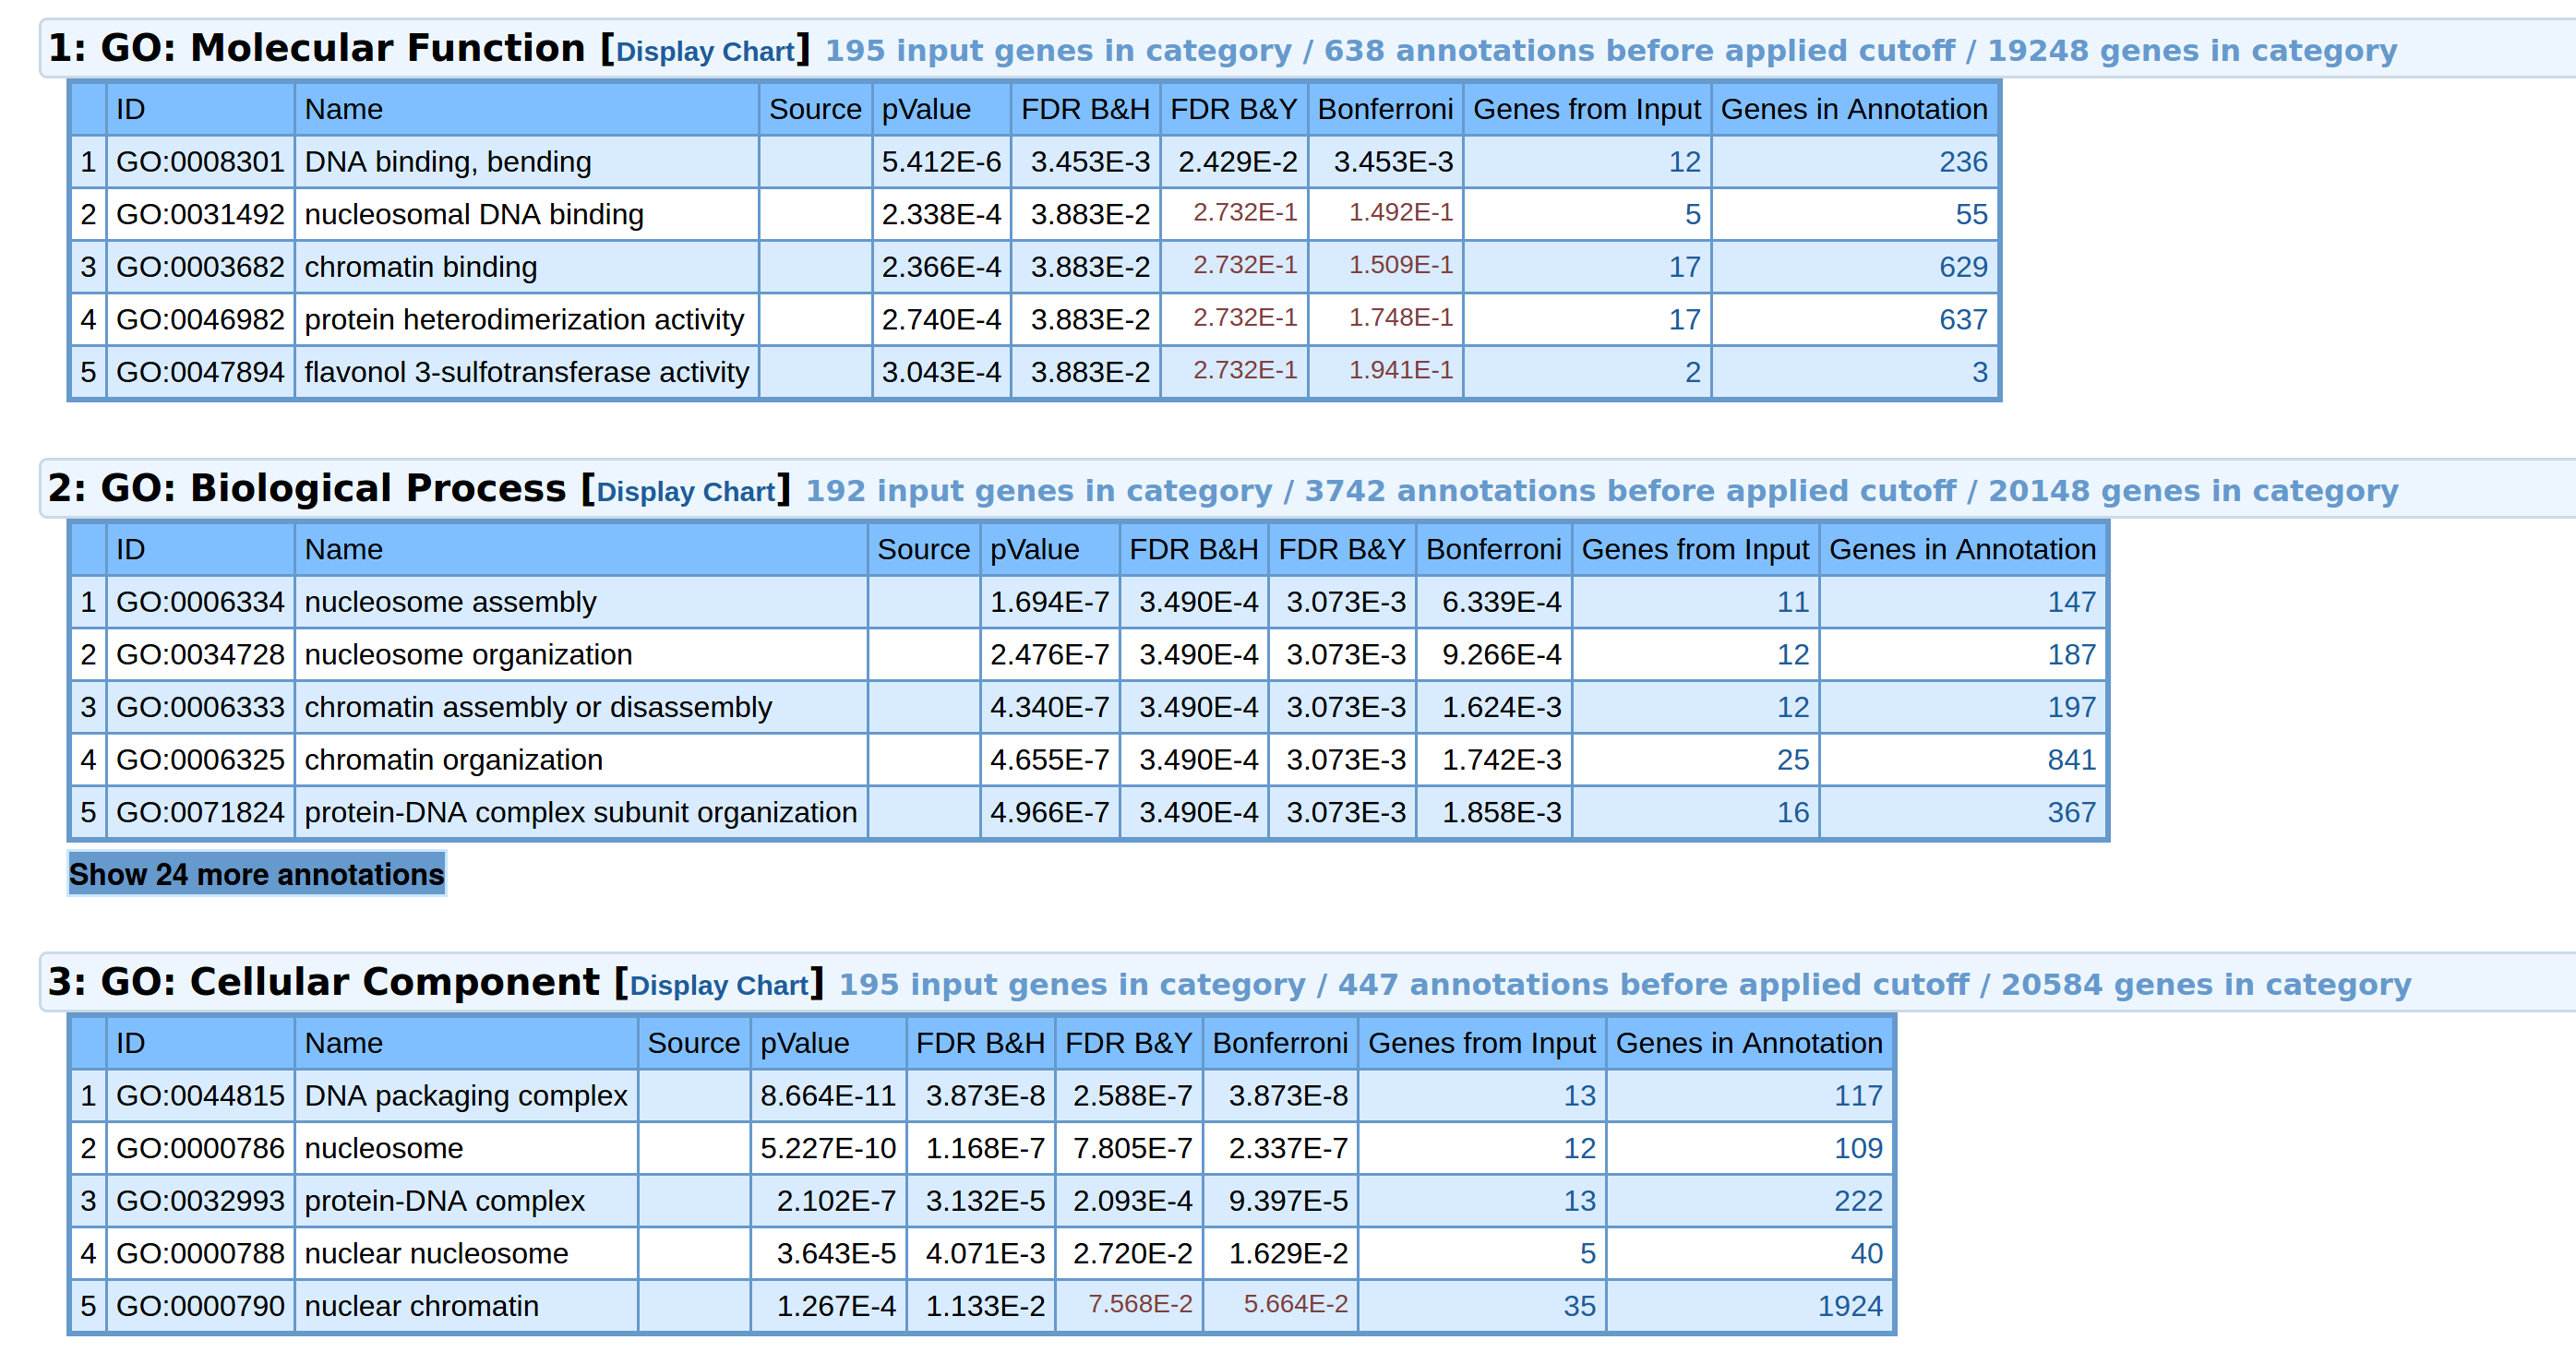 1: GO: Molecular Function [Display Chart] 195 input genes in category / 638 annotations before applied cutoff / 19248 genes in category
ID Name Source pValue FDR B&H FDR B&Y Bonferroni Genes from Input Genes in Annotation
1 GO:0008301 DNA binding, bending 5.412E-6 3.453E-3 2.429E-2 3.453E-3 12 236
2 GO:0031492 nucleosomal DNA binding 2.338E-4 3.883E-2 2.732E-1 1.492E-1 5 55
3 GO:0003682 chromatin binding 2.366E-4 3.883E-2 2.732E-1 1.509E-1 17 629
4 GO:0046982 protein heterodimerization activity 2.740E-4 3.883E-2 2.732E-1 1.748E-1 17 637
5 GO:0047894 flavonol 3-sulfotransferase activity 3.043E-4 3.883E-2 2.732E-1 1.941E-1 2 3
2: GO: Biological Process [Display Chart] 192 input genes in category / 3742 annotations before applied cutoff / 20148 genes in category
ID Name Source pValue FDR B&H FDR B&Y Bonferroni Genes from Input Genes in Annotation
1 GO:0006334 nucleosome assembly 1.694E-7 3.490E-4 3.073E-3 6.339E-4 11 147
2 GO:0034728 nucleosome organization 2.476E-7 3.490E-4 3.073E-3 9.266E-4 12 187
3 GO:0006333 chromatin assembly or disassembly 4.340E-7 3.490E-4 3.073E-3 1.624E-3 12 197
4 GO:0006325 chromatin organization 4.655E-7 3.490E-4 3.073E-3 1.742E-3 25 841
5 GO:0071824 protein-DNA complex subunit organization 4.966E-7 3.490E-4 3.073E-3 1.858E-3 16 367
Show 24 more annotations
3: GO: Cellular Component [Display Chart] 195 input genes in category / 447 annotations before applied cutoff / 20584 genes in category
ID Name Source pValue FDR B&H FDR B&Y Bonferroni Genes from Input Genes in Annotation
1 GO:0044815 DNA packaging complex 8.664E-11 3.873E-8 2.588E-7 3.873E-8 13 117
2 GO:0000786 nucleosome 5.227E-10 1.168E-7 7.805E-7 2.337E-7 12 109
3 GO:0032993 protein-DNA complex 2.102E-7 3.132E-5 2.093E-4 9.397E-5 13 222
4 GO:0000788 nuclear nucleosome 3.643E-5 4.071E-3 2.720E-2 1.629E-2 5 40
5 GO:0000790 nuclear chromatin 1.267E-4 1.133E-2 7.568E-2 5.664E-2 35 1924